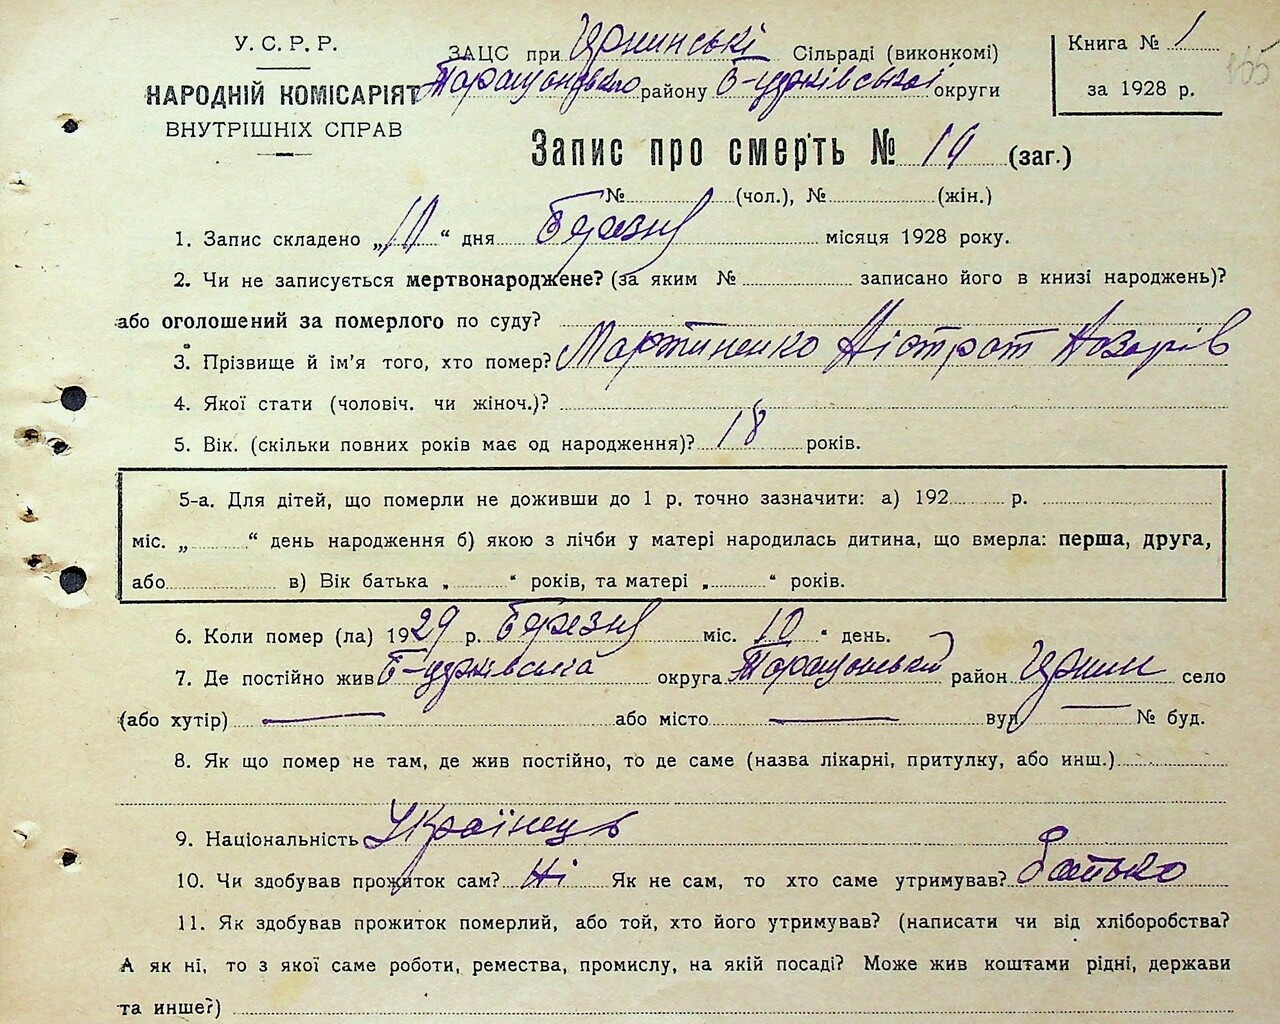 У. С. Р. Р.
НАРОДНІЙ КОМІСАРІЯТ
ВНУТРІШНІХ СПРАВ
ЗАЦС при Сільраді (виконкомі)
району Б-церківської округи
Книга № 1
за 1928 р.
165
Запис про смерть № 19 (заг.)
№ (чол.), № (жін.)
1. Запис складено „10“ дня Березня місяця 1928 року.
2. Чи не записується мертвонароджене? (за яким № записано його в книзі народжень)?
або оголошений за померлого по суду?
3. Прізвище й ім'я того, хто помер? Мартиненко Назарів
4. Якої стати (чоловіч. чи жіноч.)?
5. Вік. (скільки повних років має од народження)? 18 років.
5-а. Для дітей, що померли не доживши до 1 р. точно зазначити: а) 192 р.
міс. „ “ день народження б) якою з лічби у матері народилась дитина, що вмерла: перша, друга,
або в) Вік батька „ “ років, та матері „ “ років.
6. Коли помер (ла) 1929 р. Березня міс. 10 “ день.
7. Де постійно жив Б-церківська округа район село
(або хутір) — або місто — вул. — № буд.
8. Як що помер не там, де жив постійно, то де саме (назва лікарні, притулку, або инш.)
9. Національність Українець
10. Чи здобував прожиток сам? Ні Як не сам, то хто саме утримував? Батько
11. Як здобував прожиток померлий, або той, хто його утримував? (написати чи від хліборобства?
А як ні, то з якої саме роботи, ремества, промислу, на якій посаді? Може жив коштами рідні, держави
та инше?)